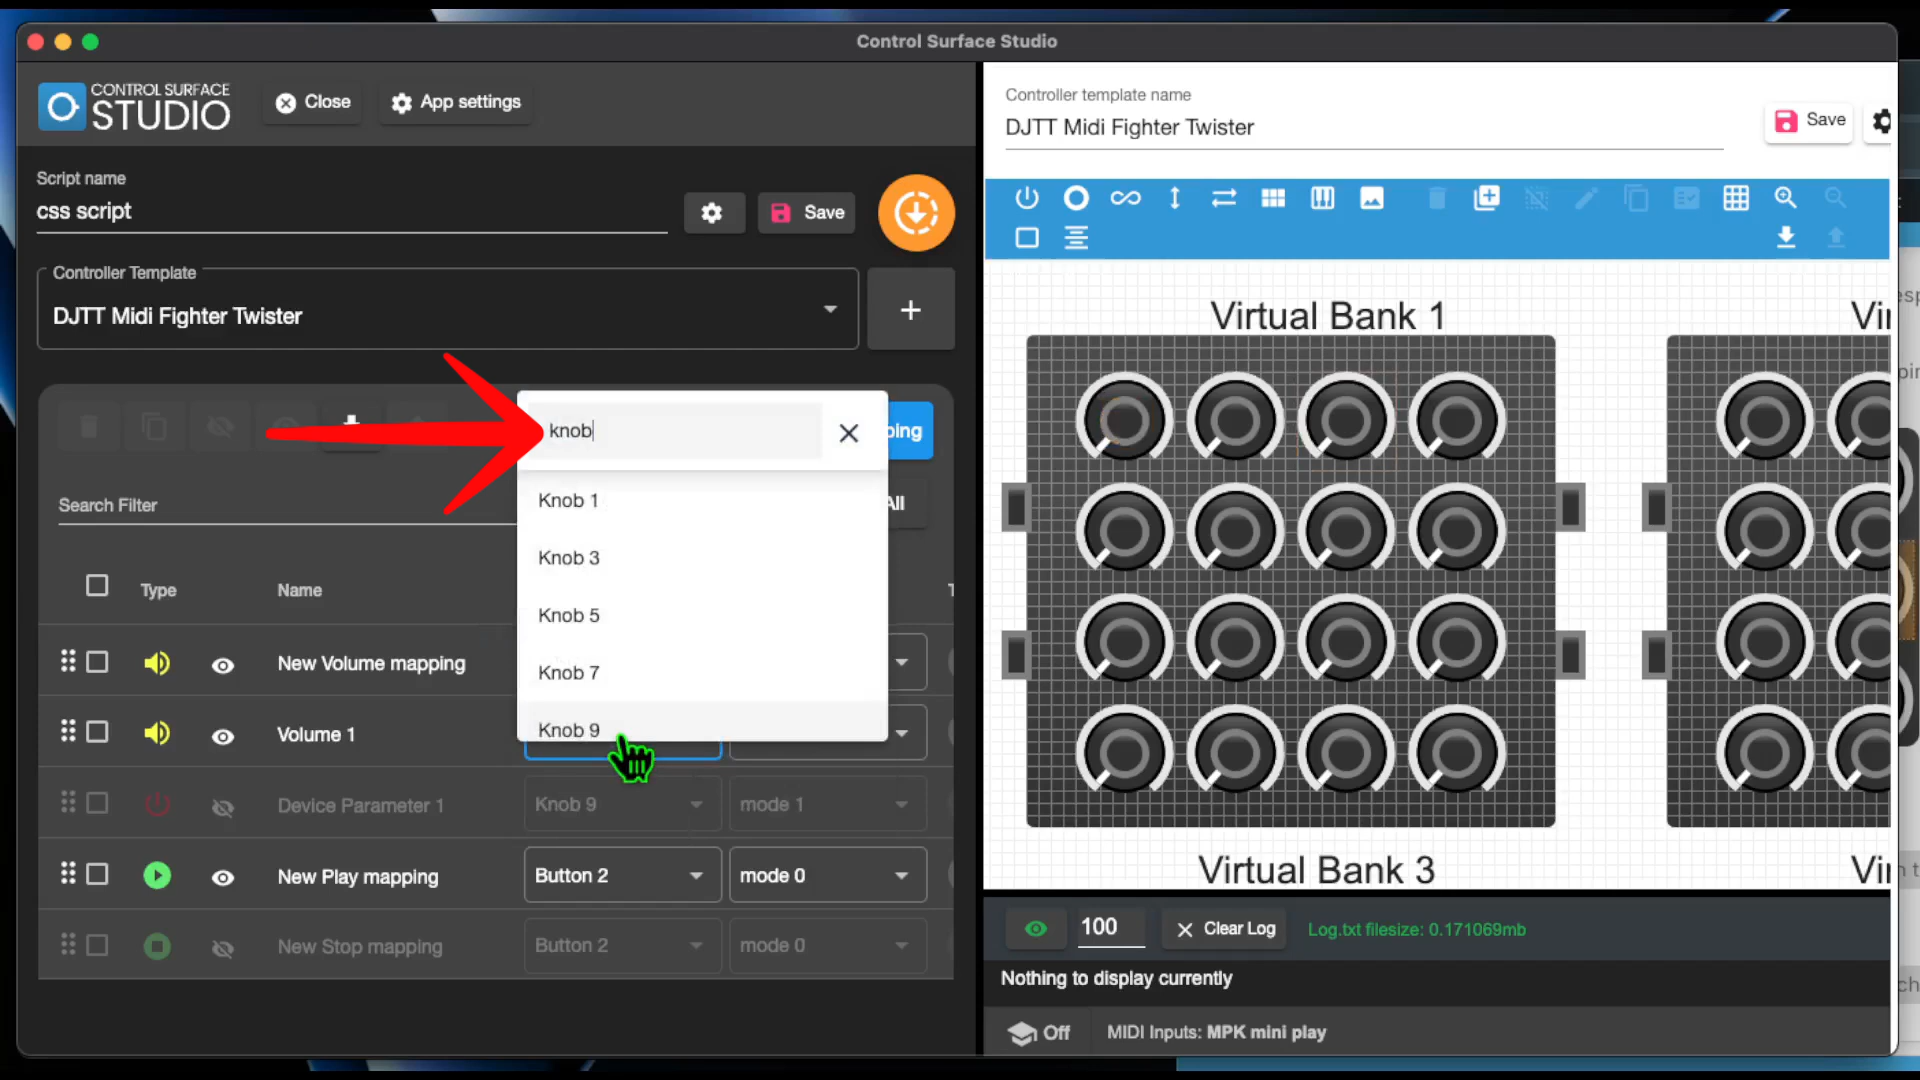 Control Surface Studio
CONTROL SURFACE
STUDIO
Close
App settings
Script name
css script
Save
Controller Template
DJTT Midi Fighter Twister
knob
ping
Knob 1
Knob 3
Knob 5
Knob 7
Knob 9
Search Filter
All
Type
Name
New Volume mapping
Volume 1
Device Parameter 1
Knob 9
mode 1
New Play mapping
Button 2
mode 0
New Stop mapping
Button 2
mode 0
Controller template name
DJTT Midi Fighter Twister
Save
Virtual Bank 1
Vir
Virtual Bank 3
Vir
100
Clear Log
Log.txt filesize: 0.171069mb
Nothing to display currently
Off
MIDI Inputs: MPK mini play